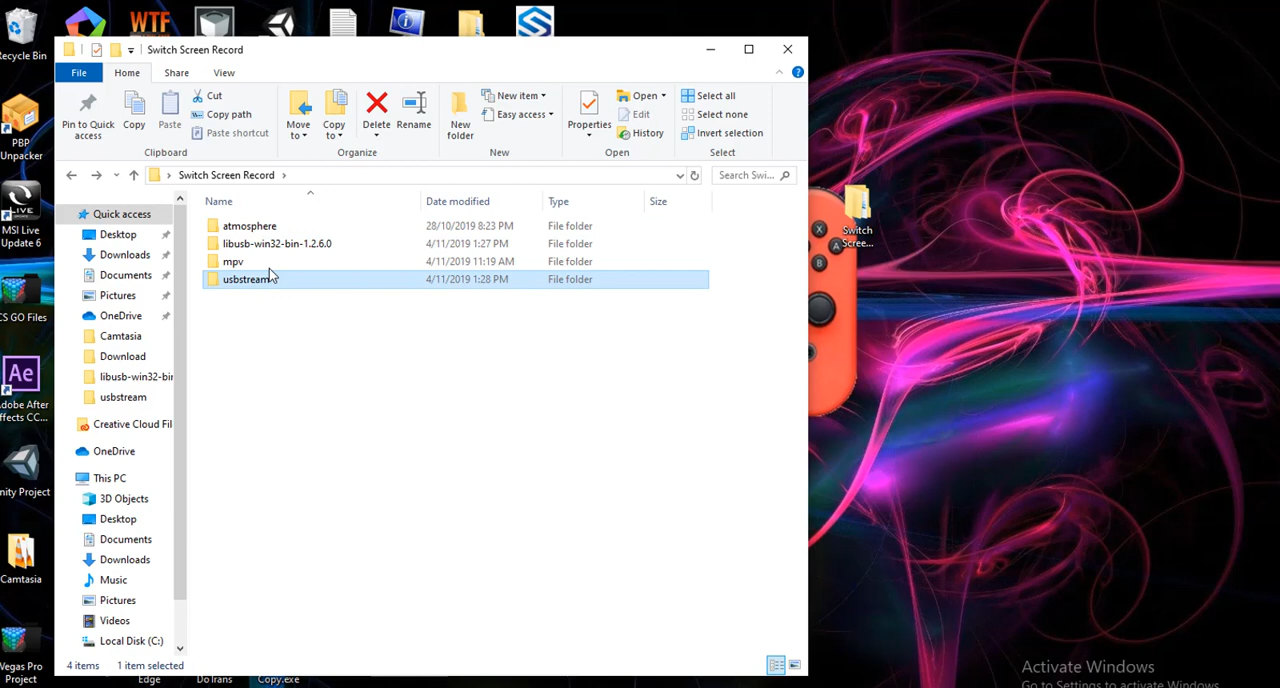 WTF
Recycle Bin
PBP
Unpacker
LIVE
MSI Live
Update 6
CS GO Files
Ae
Adobe After
Effects CC...
Unity Project
Camtasia
Vegas Pro
Project
Switch Screen Record
File Home Share View
Pin to Quick access
Copy
Paste
Cut
Copy path
Paste shortcut
Clipboard
Move to
Copy to
Delete
Rename
Organize
New folder
New item
Easy access
New
Properties
Open
Edit
History
Open
Select all
Select none
Invert selection
Select
Switch Screen Record
Search Swi...
Quick access
Desktop
Downloads
Documents
Pictures
OneDrive
Camtasia
Download
libusb-win32-bin
usbstream
Creative Cloud Fil
OneDrive
This PC
3D Objects
Desktop
Documents
Downloads
Music
Pictures
Videos
Local Disk (C:)
Name Date modified Type Size
atmosphere 28/10/2019 8:23 PM File folder
libusb-win32-bin-1.2.6.0 4/11/2019 1:27 PM File folder
mpv 4/11/2019 11:19 AM File folder
usbstream 4/11/2019 1:28 PM File folder
4 items 1 item selected
Edge DoTrans Copy.exe
X
A
B
Switch
Scree...
Activate Windows
Go to Settings to activate Windows.